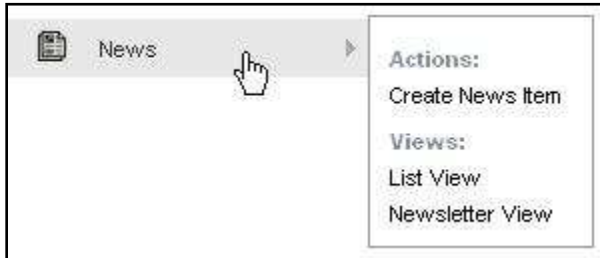 News
Actions:
Create News Item
Views:
List View
Newsletter View